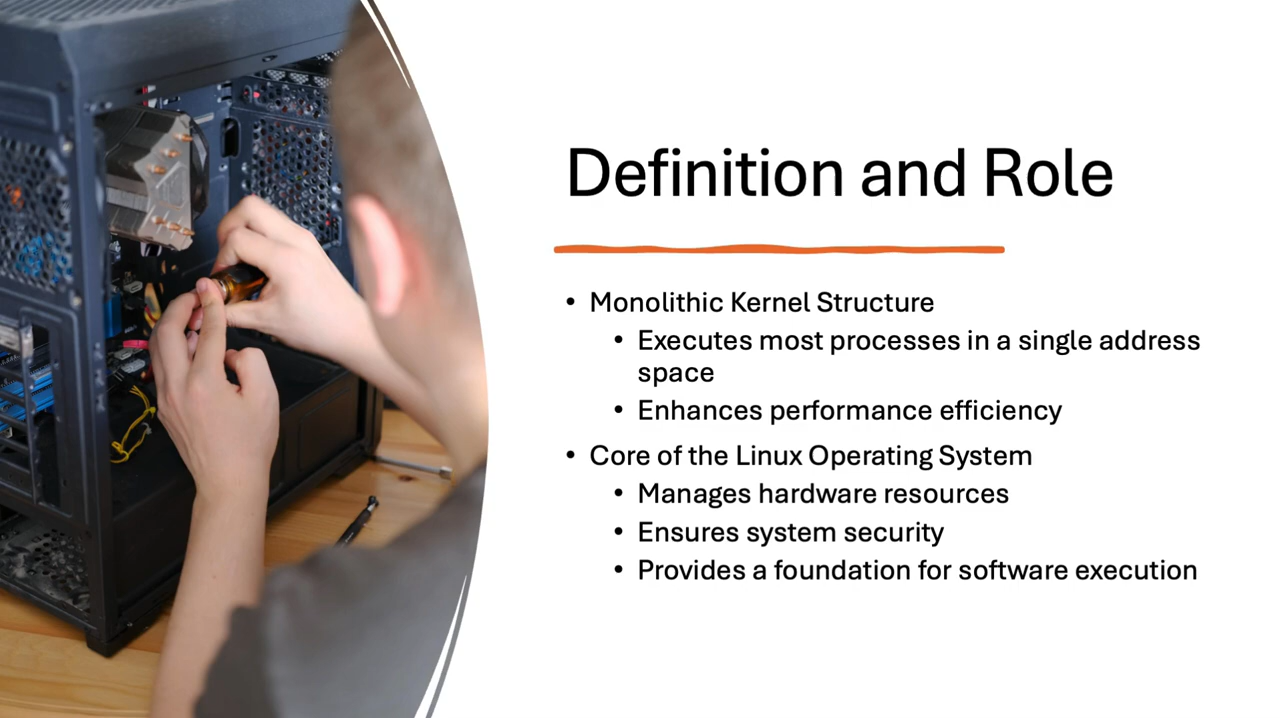 Definition and Role
• Monolithic Kernel Structure
• Executes most processes in a single address
space
• Enhances performance efficiency
• Core of the Linux Operating System
• Manages hardware resources
• Ensures system security
• Provides a foundation for software execution